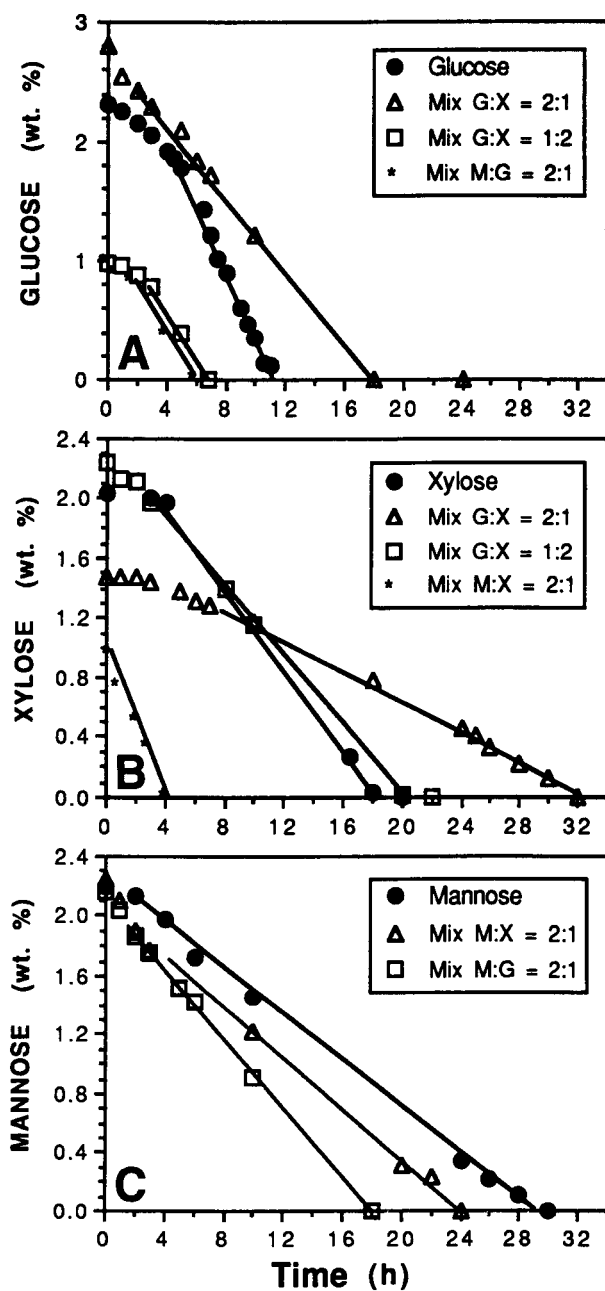 3
2
1
0
GLUCOSE (wt. %)
Glucose
Mix G:X = 2:1
Mix G:X = 1:2
Mix M:G = 2:1
A
0 4 8 12 16 20 24 28 32
2.4
2.0
1.6
1.2
0.8
0.4
0.0
XYLOSE (wt. %)
Xylose
Mix G:X = 2:1
Mix G:X = 1:2
Mix M:X = 2:1
B
0 4 8 12 16 20 24 28 32
2.4
2.0
1.6
1.2
0.8
0.4
0.0
MANNOSE (wt. %)
Mannose
Mix M:X = 2:1
Mix M:G = 2:1
C
0 4 8 12 16 20 24 28 32
Time (h)